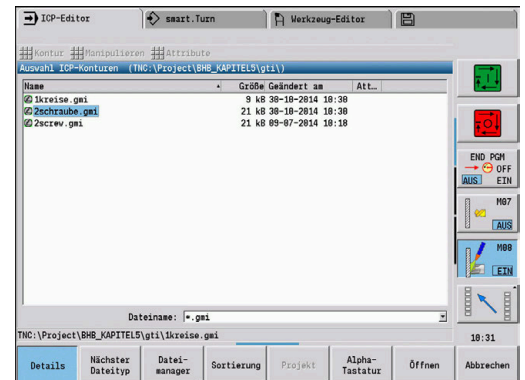 ICP-Editor
smart.Turn
Werkzeug-Editor
Kontur
Manipulieren
Attribute
Auswahl ICP-Konturen (TNC:\Project\BHB_KAPITEL5\gti\)
Name Größe Geändert am Att...
1kreise.gmi 9 kB 30-10-2014 10:30
2schraube.gmi 21 kB 30-10-2014 10:30
2screw.gmi 21 kB 09-07-2014 10:18
Dateiname: *.gmi
TNC:\Project\BHB_KAPITEL5\gti\1kreise.gmi
END PGM
OFF
AUS EIN
M07
AUS
M08
EIN
10:31
Details
Nächster Dateityp
Datei-manager
Sortierung
Projekt
Alpha-Tastatur
Öffnen
Abbrechen